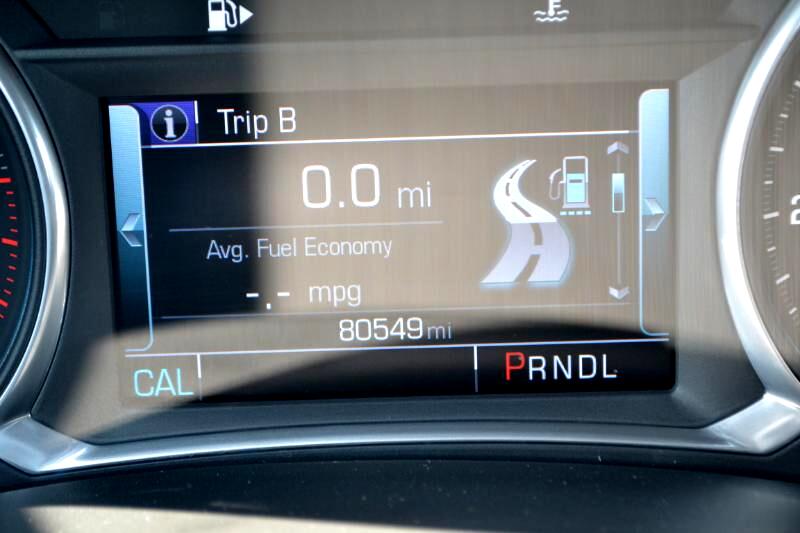 Trip B
0.0 mi
Avg. Fuel Economy
-.- mpg
80549 mi
CAL
PRNDL